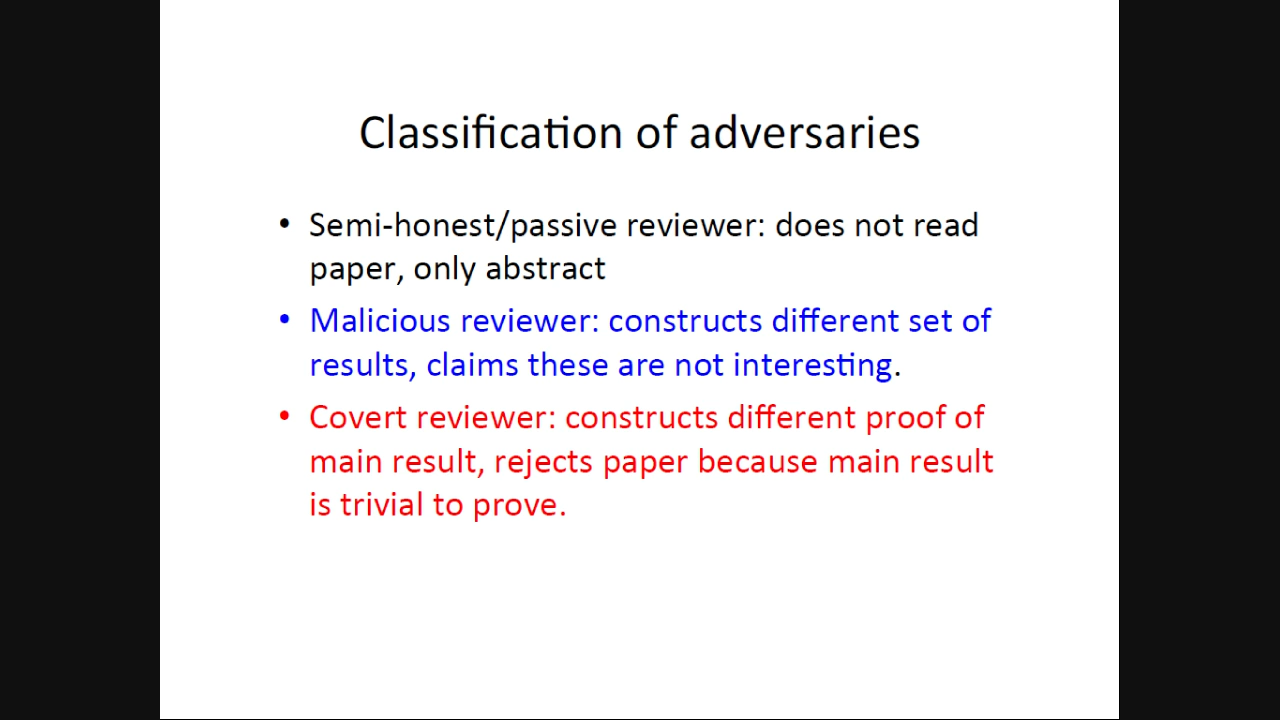 Classification of adversaries
• Semi-honest/passive reviewer: does not read
paper, only abstract
• Malicious reviewer: constructs different set of
results, claims these are not interesting.
• Covert reviewer: constructs different proof of
main result, rejects paper because main result
is trivial to prove.